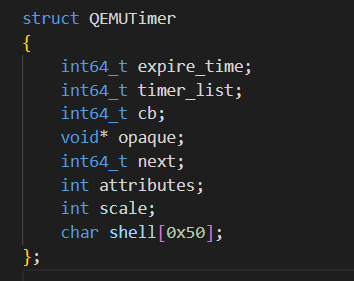 struct QEMUTimer
{
int64_t expire_time;
int64_t timer_list;
int64_t cb;
void* opaque;
int64_t next;
int attributes;
int scale;
char shell[0x50];
};